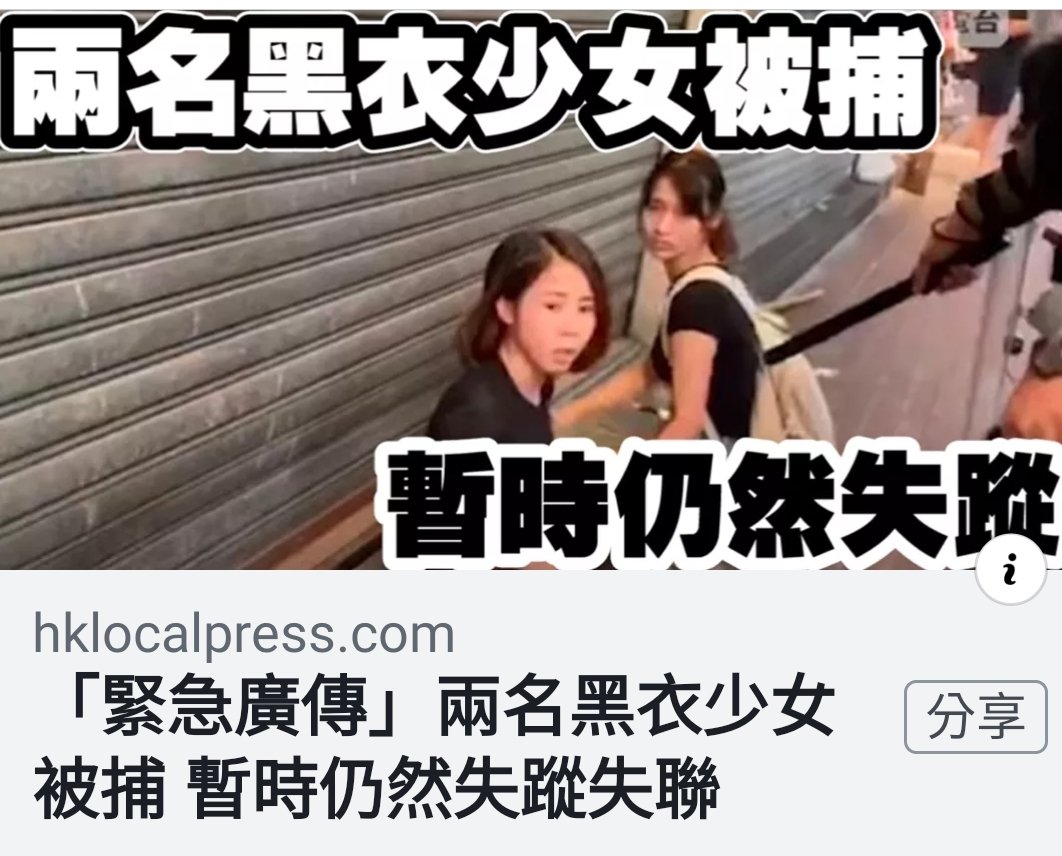 台
兩名黑衣少女被捕
暫時仍然失蹤
i
hklocalpress.com
「緊急廣傳」兩名黑衣少女
被捕 暫時仍然失蹤失聯
分享